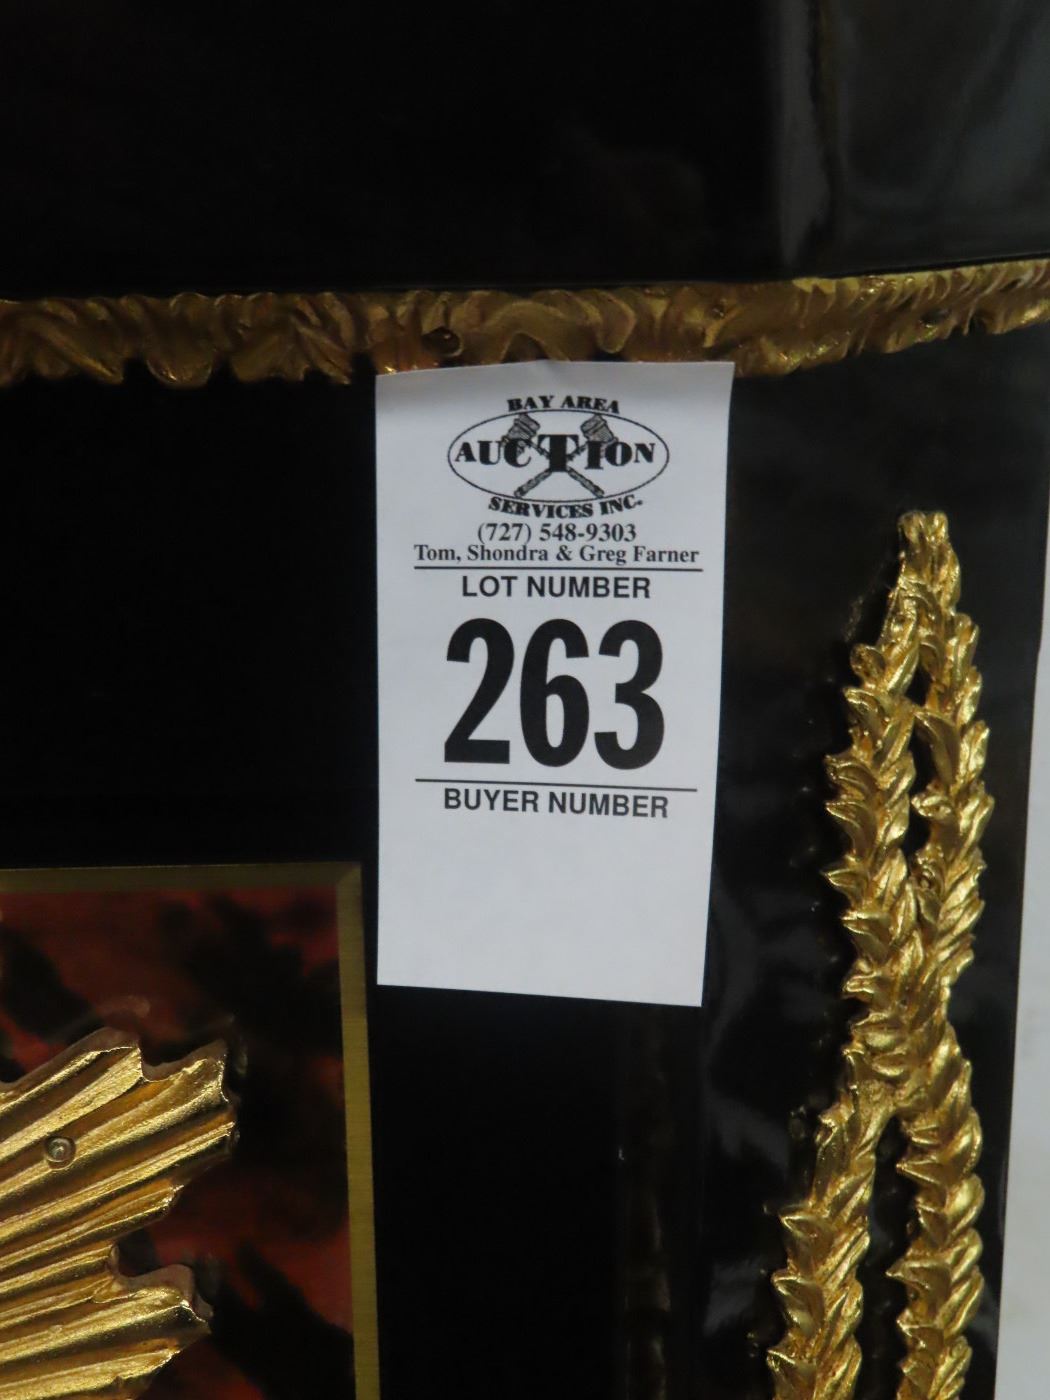 BAY AREA
AUCTION
SERVICES INC.
(727) 548-9303
Tom, Shondra & Greg Farner
LOT NUMBER
263
BUYER NUMBER